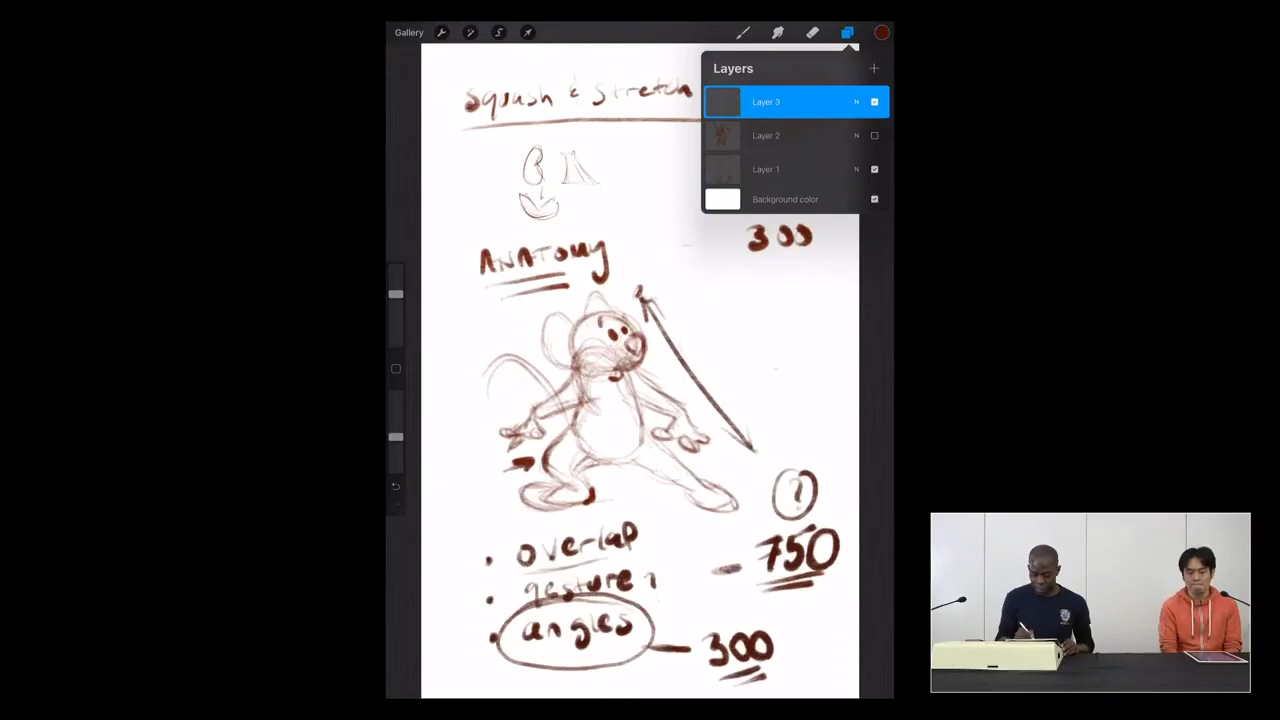 Gallery
Layers
Squash & Stretch
Layer 3 N
Layer 2 N
Layer 1 N
Background color
300
ANATOMY
?
• overlap
- 750
• gesture
• angles - 300